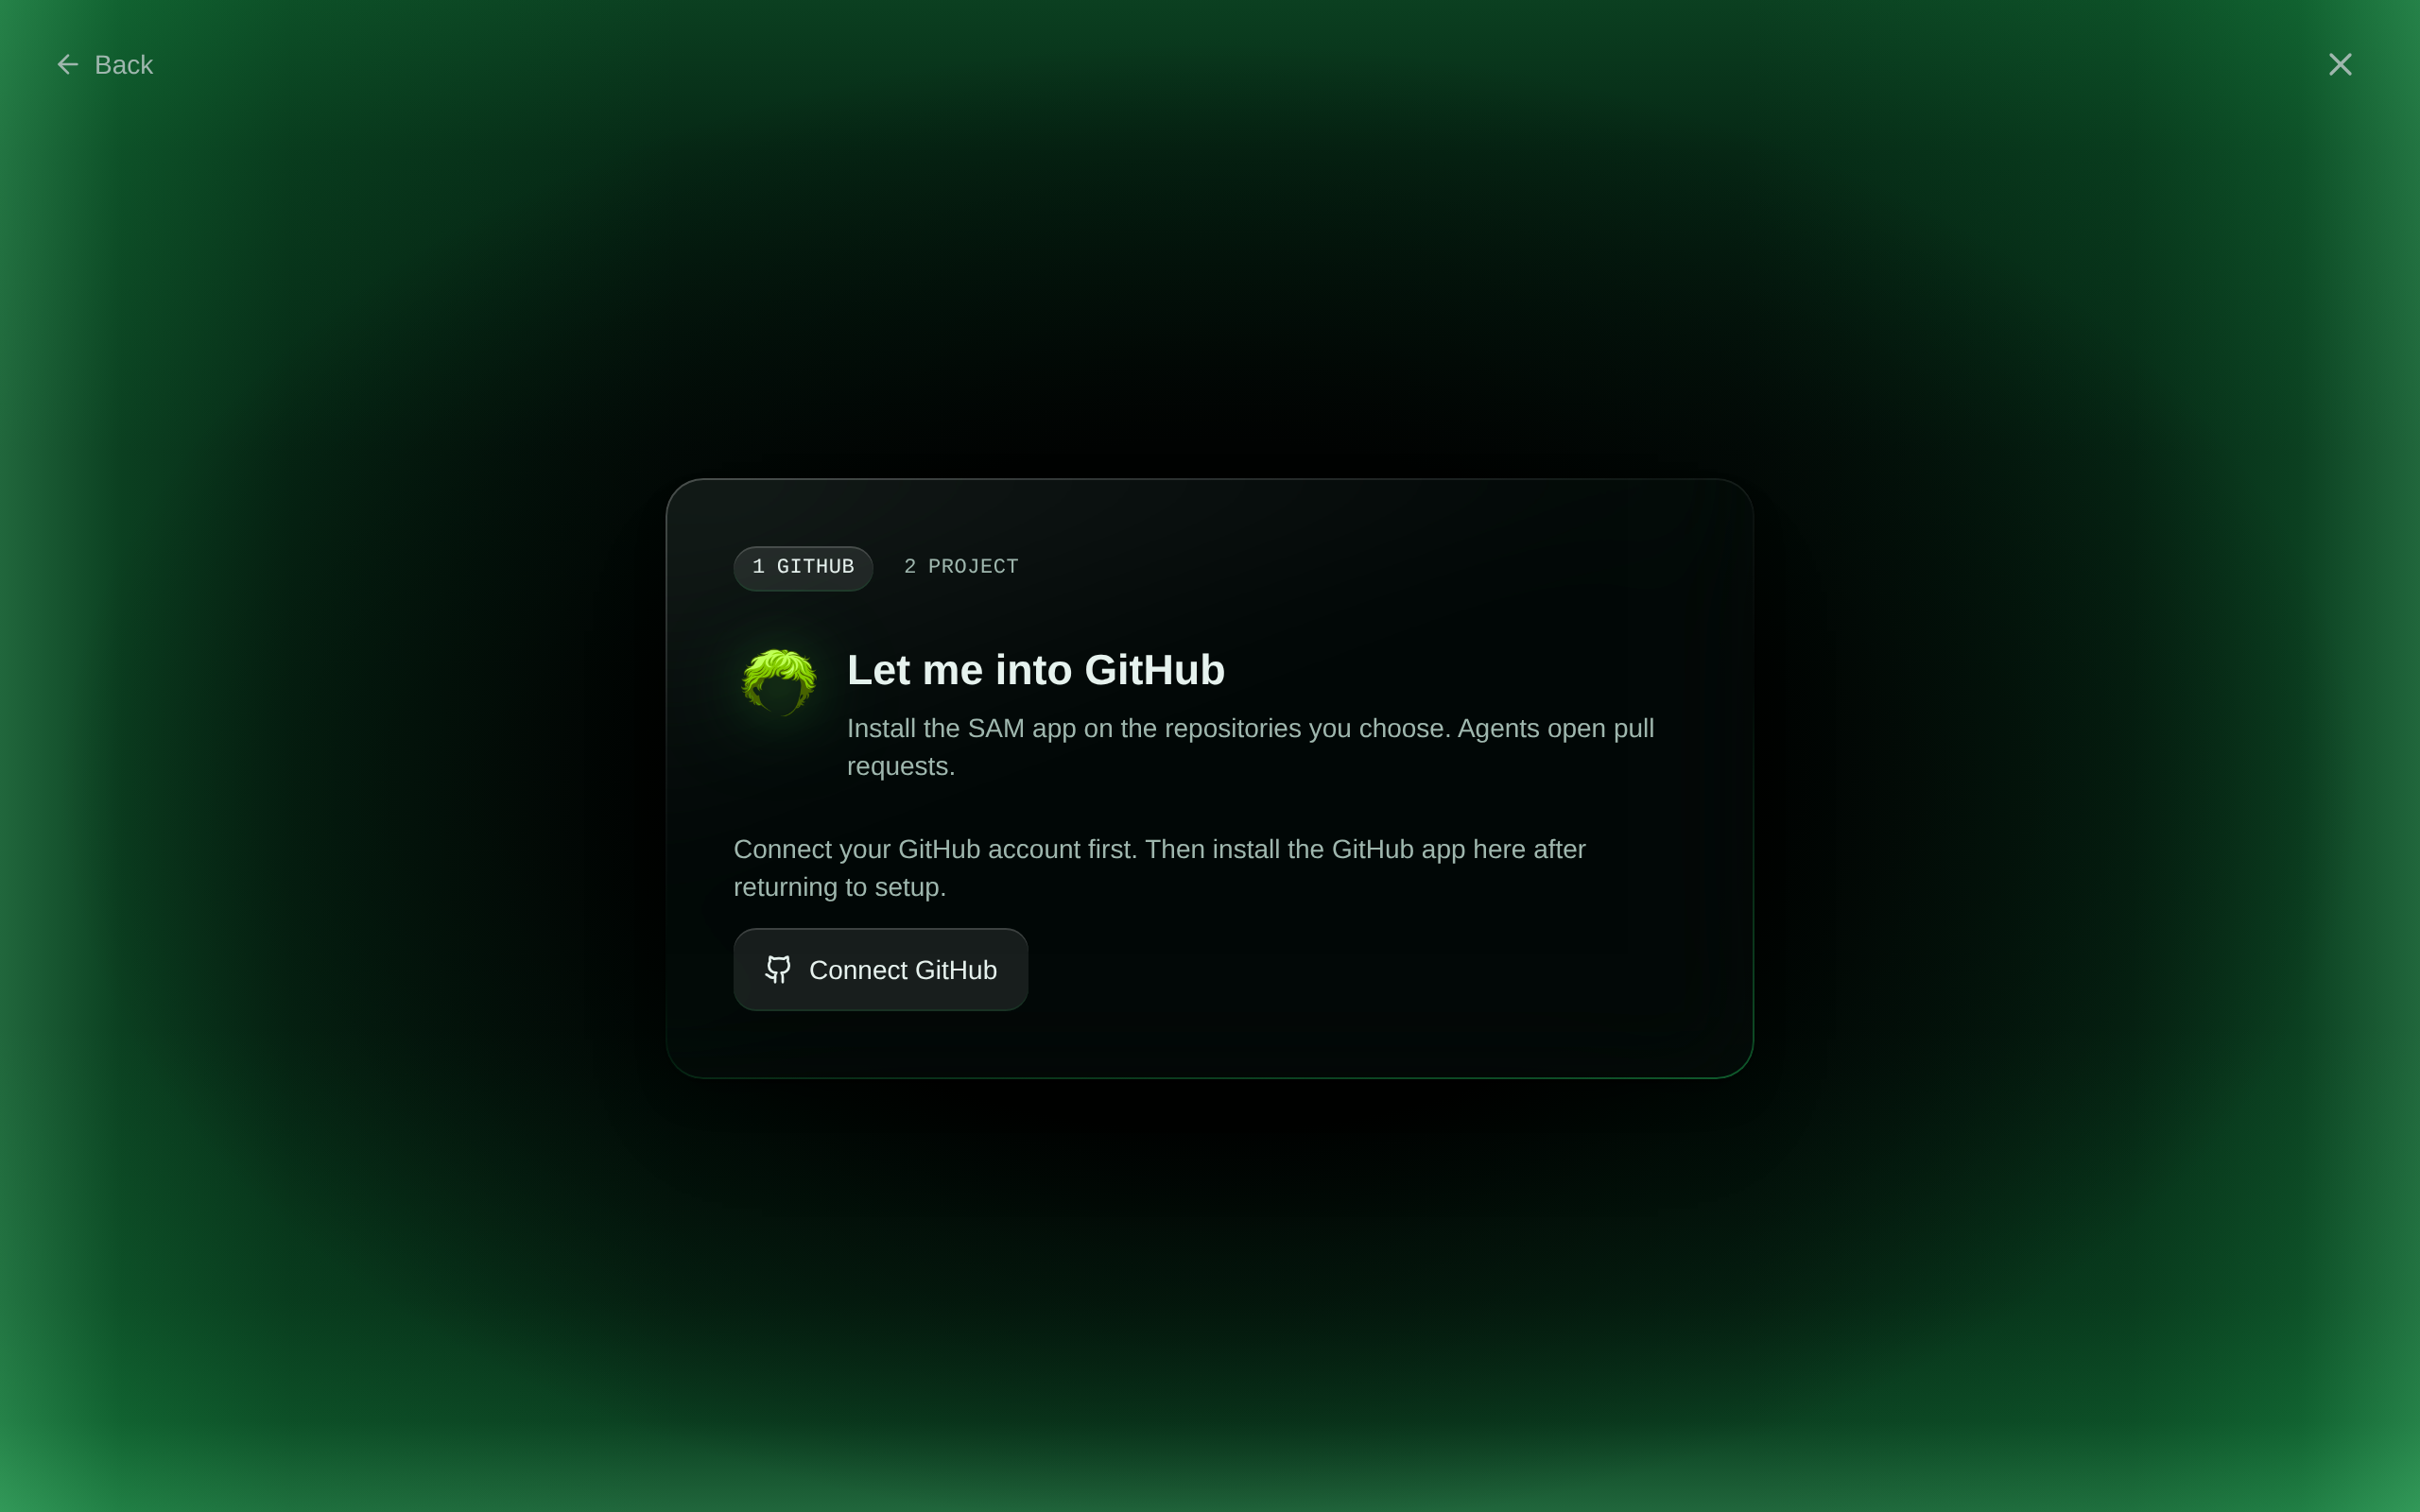 Back
1 GITHUB
2 PROJECT
Let me into GitHub
Install the SAM app on the repositories you choose. Agents open pull
requests.
Connect your GitHub account first. Then install the GitHub app here after
returning to setup.
Connect GitHub